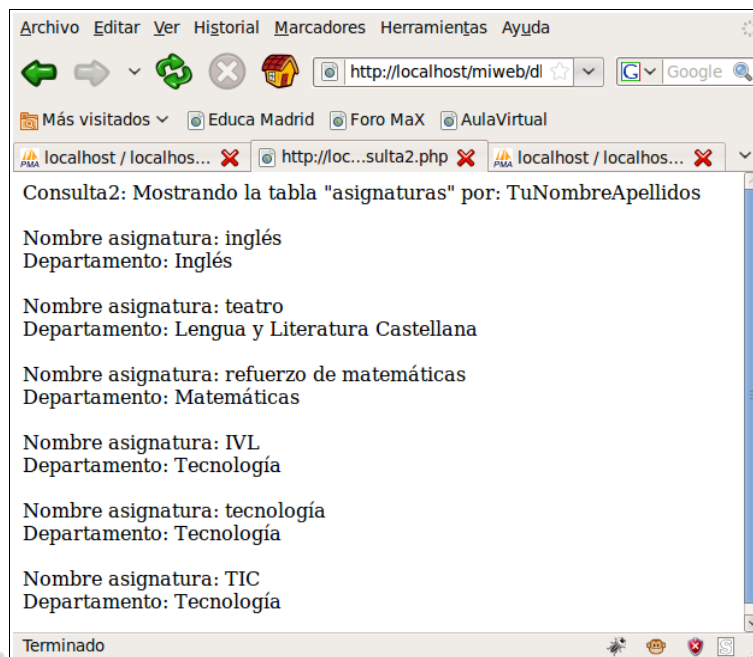 Archivo Editar Ver Historial Marcadores Herramientas Ayuda
http://localhost/miweb/dl
G Google
Más visitados Educa Madrid Foro MaX AulaVirtual
PMA localhost / localhos... http://loc...sulta2.php PMA localhost / localhos...
Consulta2: Mostrando la tabla "asignaturas" por: TuNombreApellidos
Nombre asignatura: inglés
Departamento: Inglés
Nombre asignatura: teatro
Departamento: Lengua y Literatura Castellana
Nombre asignatura: refuerzo de matemáticas
Departamento: Matemáticas
Nombre asignatura: IVL
Departamento: Tecnología
Nombre asignatura: tecnología
Departamento: Tecnología
Nombre asignatura: TIC
Departamento: Tecnología
Terminado
S